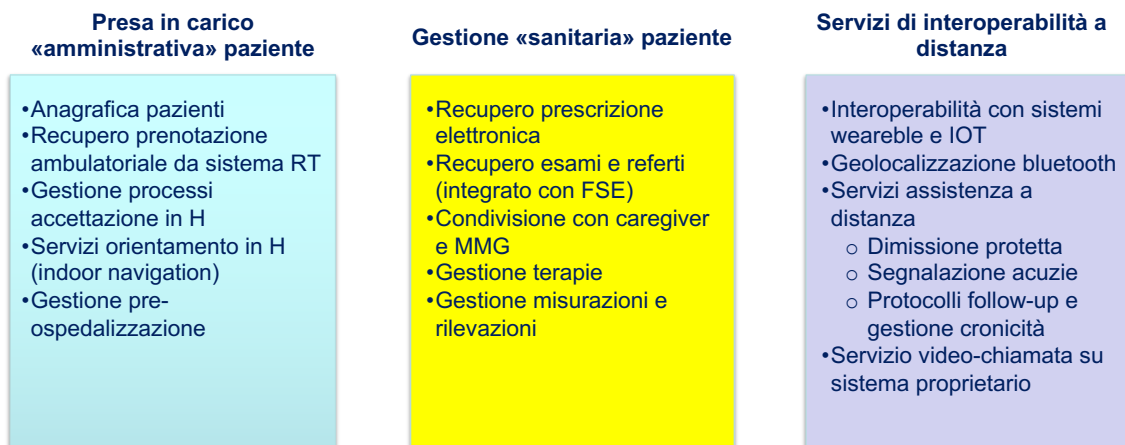 Presa in carico
«amministrativa» paziente
•Anagrafica pazienti
•Recupero prenotazione
ambulatoriale da sistema RT
•Gestione processi
accettazione in H
•Servizi orientamento in H
(indoor navigation)
•Gestione pre-
ospedalizzazione
Gestione «sanitaria» paziente
•Recupero prescrizione
elettronica
•Recupero esami e referti
(integrato con FSE)
•Condivisione con caregiver
e MMG
•Gestione terapie
•Gestione misurazioni e
rilevazioni
Servizi di interoperabilità a
distanza
•Interoperabilità con sistemi
weareble e IOT
•Geolocalizzazione bluetooth
•Servizi assistenza a
distanza
o Dimissione protetta
o Segnalazione acuzie
o Protocolli follow-up e
gestione cronicità
•Servizio video-chiamata su
sistema proprietario